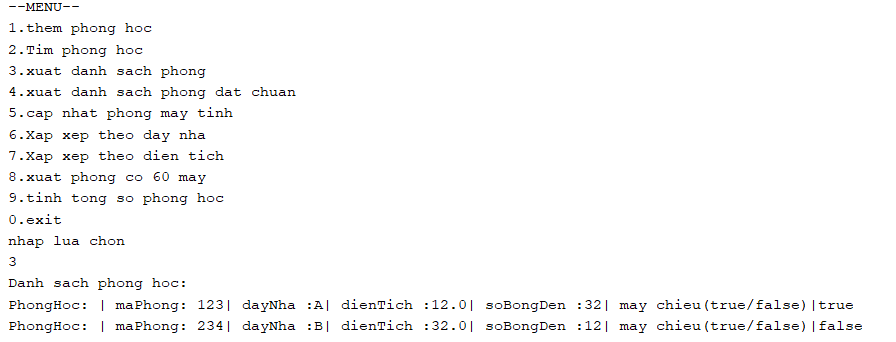 --MENU--
1.them phong hoc
2.Tim phong hoc
3.xuat danh sach phong
4.xuat danh sach phong dat chuan
5.cap nhat phong may tinh
6.Xap xep theo day nha
7.Xap xep theo dien tich
8.xuat phong co 60 may
9.tinh tong so phong hoc
0.exit
nhap lua chon
3
Danh sach phong hoc:
PhongHoc: | maPhong: 123| dayNha :A| dienTich :12.0| soBongDen :32| may chieu(true/false)|true
PhongHoc: | maPhong: 234| dayNha :B| dienTich :32.0| soBongDen :12| may chieu(true/false)|false